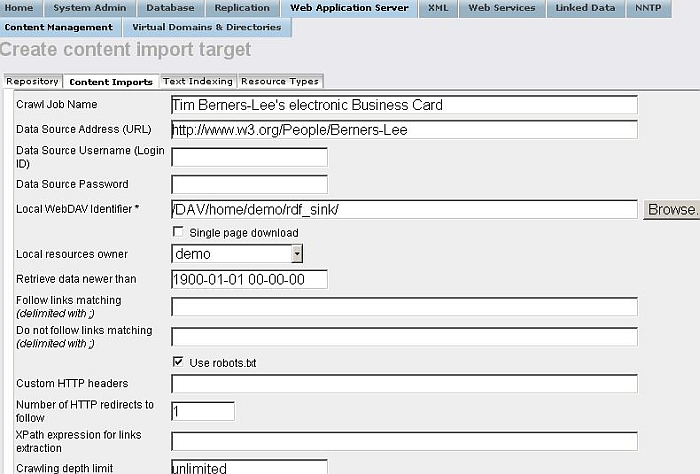 Home System Admin Database Replication Web Application Server XML Web Services Linked Data NNTP
Content Management Virtual Domains & Directories
Create content import target
Repository Content Imports Text Indexing Resource Types
Crawl Job Name Tim Berners-Lee's electronic Business Card
Data Source Address (URL) http://www.w3.org/People/Berners-Lee
Data Source Username (Login
ID)
Data Source Password
Local WebDAV Identifier * /DAV/home/demo/rdf_sink/ Browse.
Single page download
Local resources owner demo
Retrieve data newer than 1900-01-01 00-00-00
Follow links matching
(delimited with ;)
Do not follow links matching
(delimited with ;)
Use robots.txt
Custom HTTP headers
Number of HTTP redirects to 1
follow
XPath expression for links
extraction
Crawling depth limit unlimited